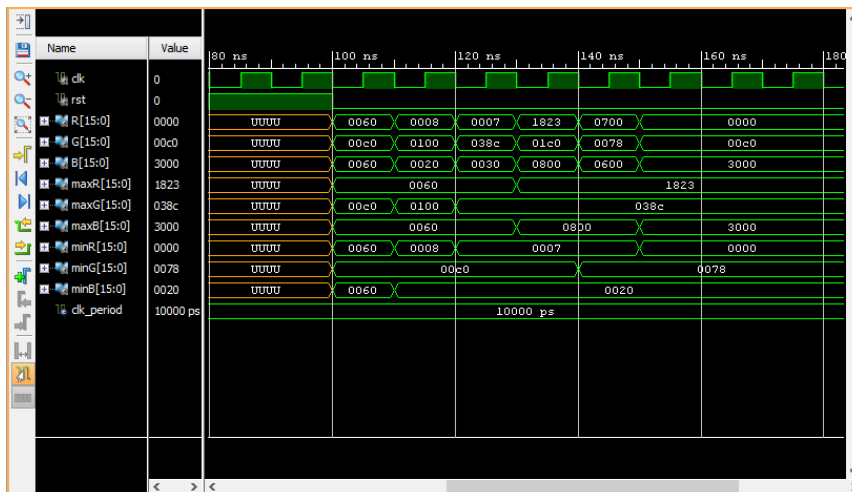 Name Value
80 ns 100 ns 120 ns 140 ns 160 ns 180
clk 0
rst 0
R[15:0] 0000 UUUU 0060 0008 0007 1823 0700 0000
G[15:0] 00c0 UUUU 00c0 0100 038c 01c0 0078 00c0
B[15:0] 3000 UUUU 0060 0020 0030 0800 0600 3000
maxR[15:0] 1823 UUUU 0060 1823
maxG[15:0] 038c UUUU 00c0 0100 038c
maxB[15:0] 3000 UUUU 0060 0800 3000
minR[15:0] 0000 UUUU 0060 0008 0007 0000
minG[15:0] 0078 UUUU 00c0 0078
minB[15:0] 0020 UUUU 0060 0020
clk_period 10000 ps 10000 ps